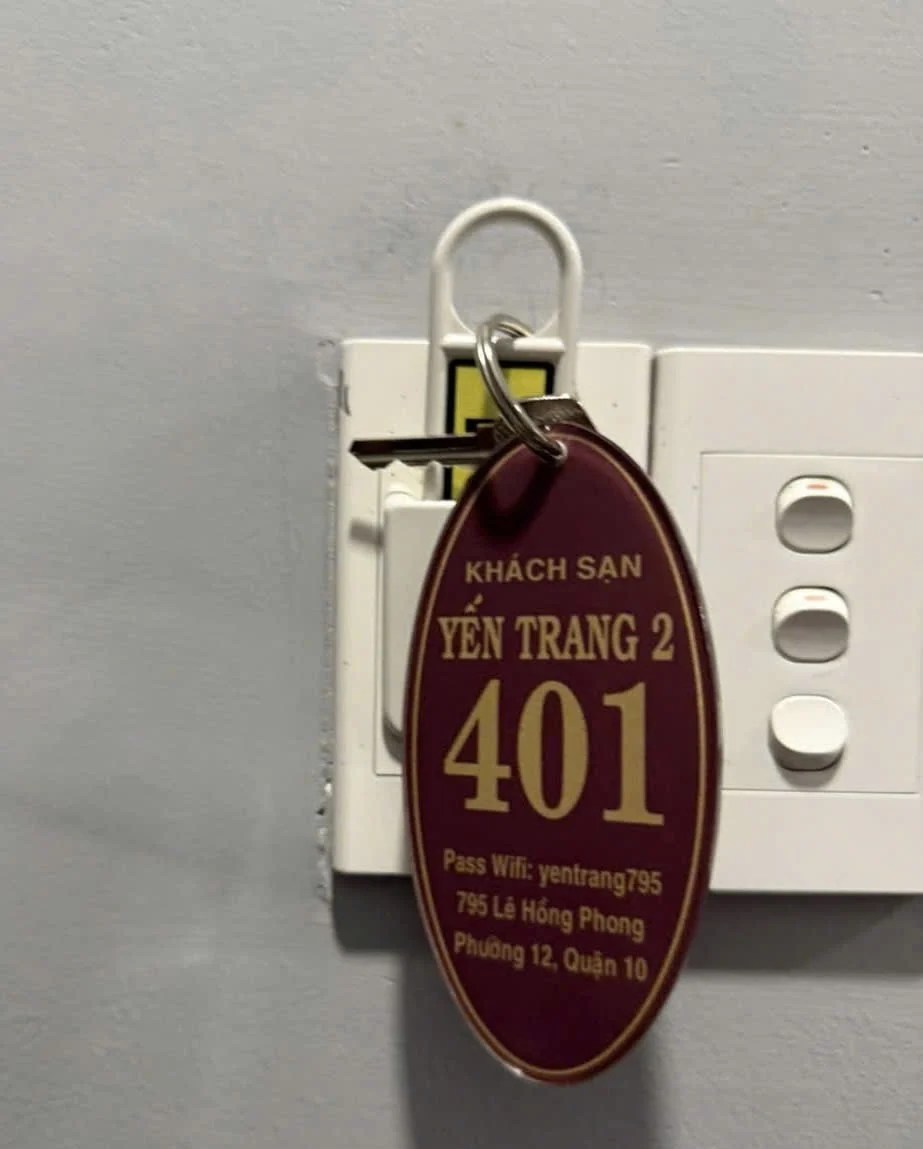 KHÁCH SẠN
YẾN TRANG 2
401
Pass Wifi: yentrang795
795 Lê Hồng Phong
Phường 12, Quận 10